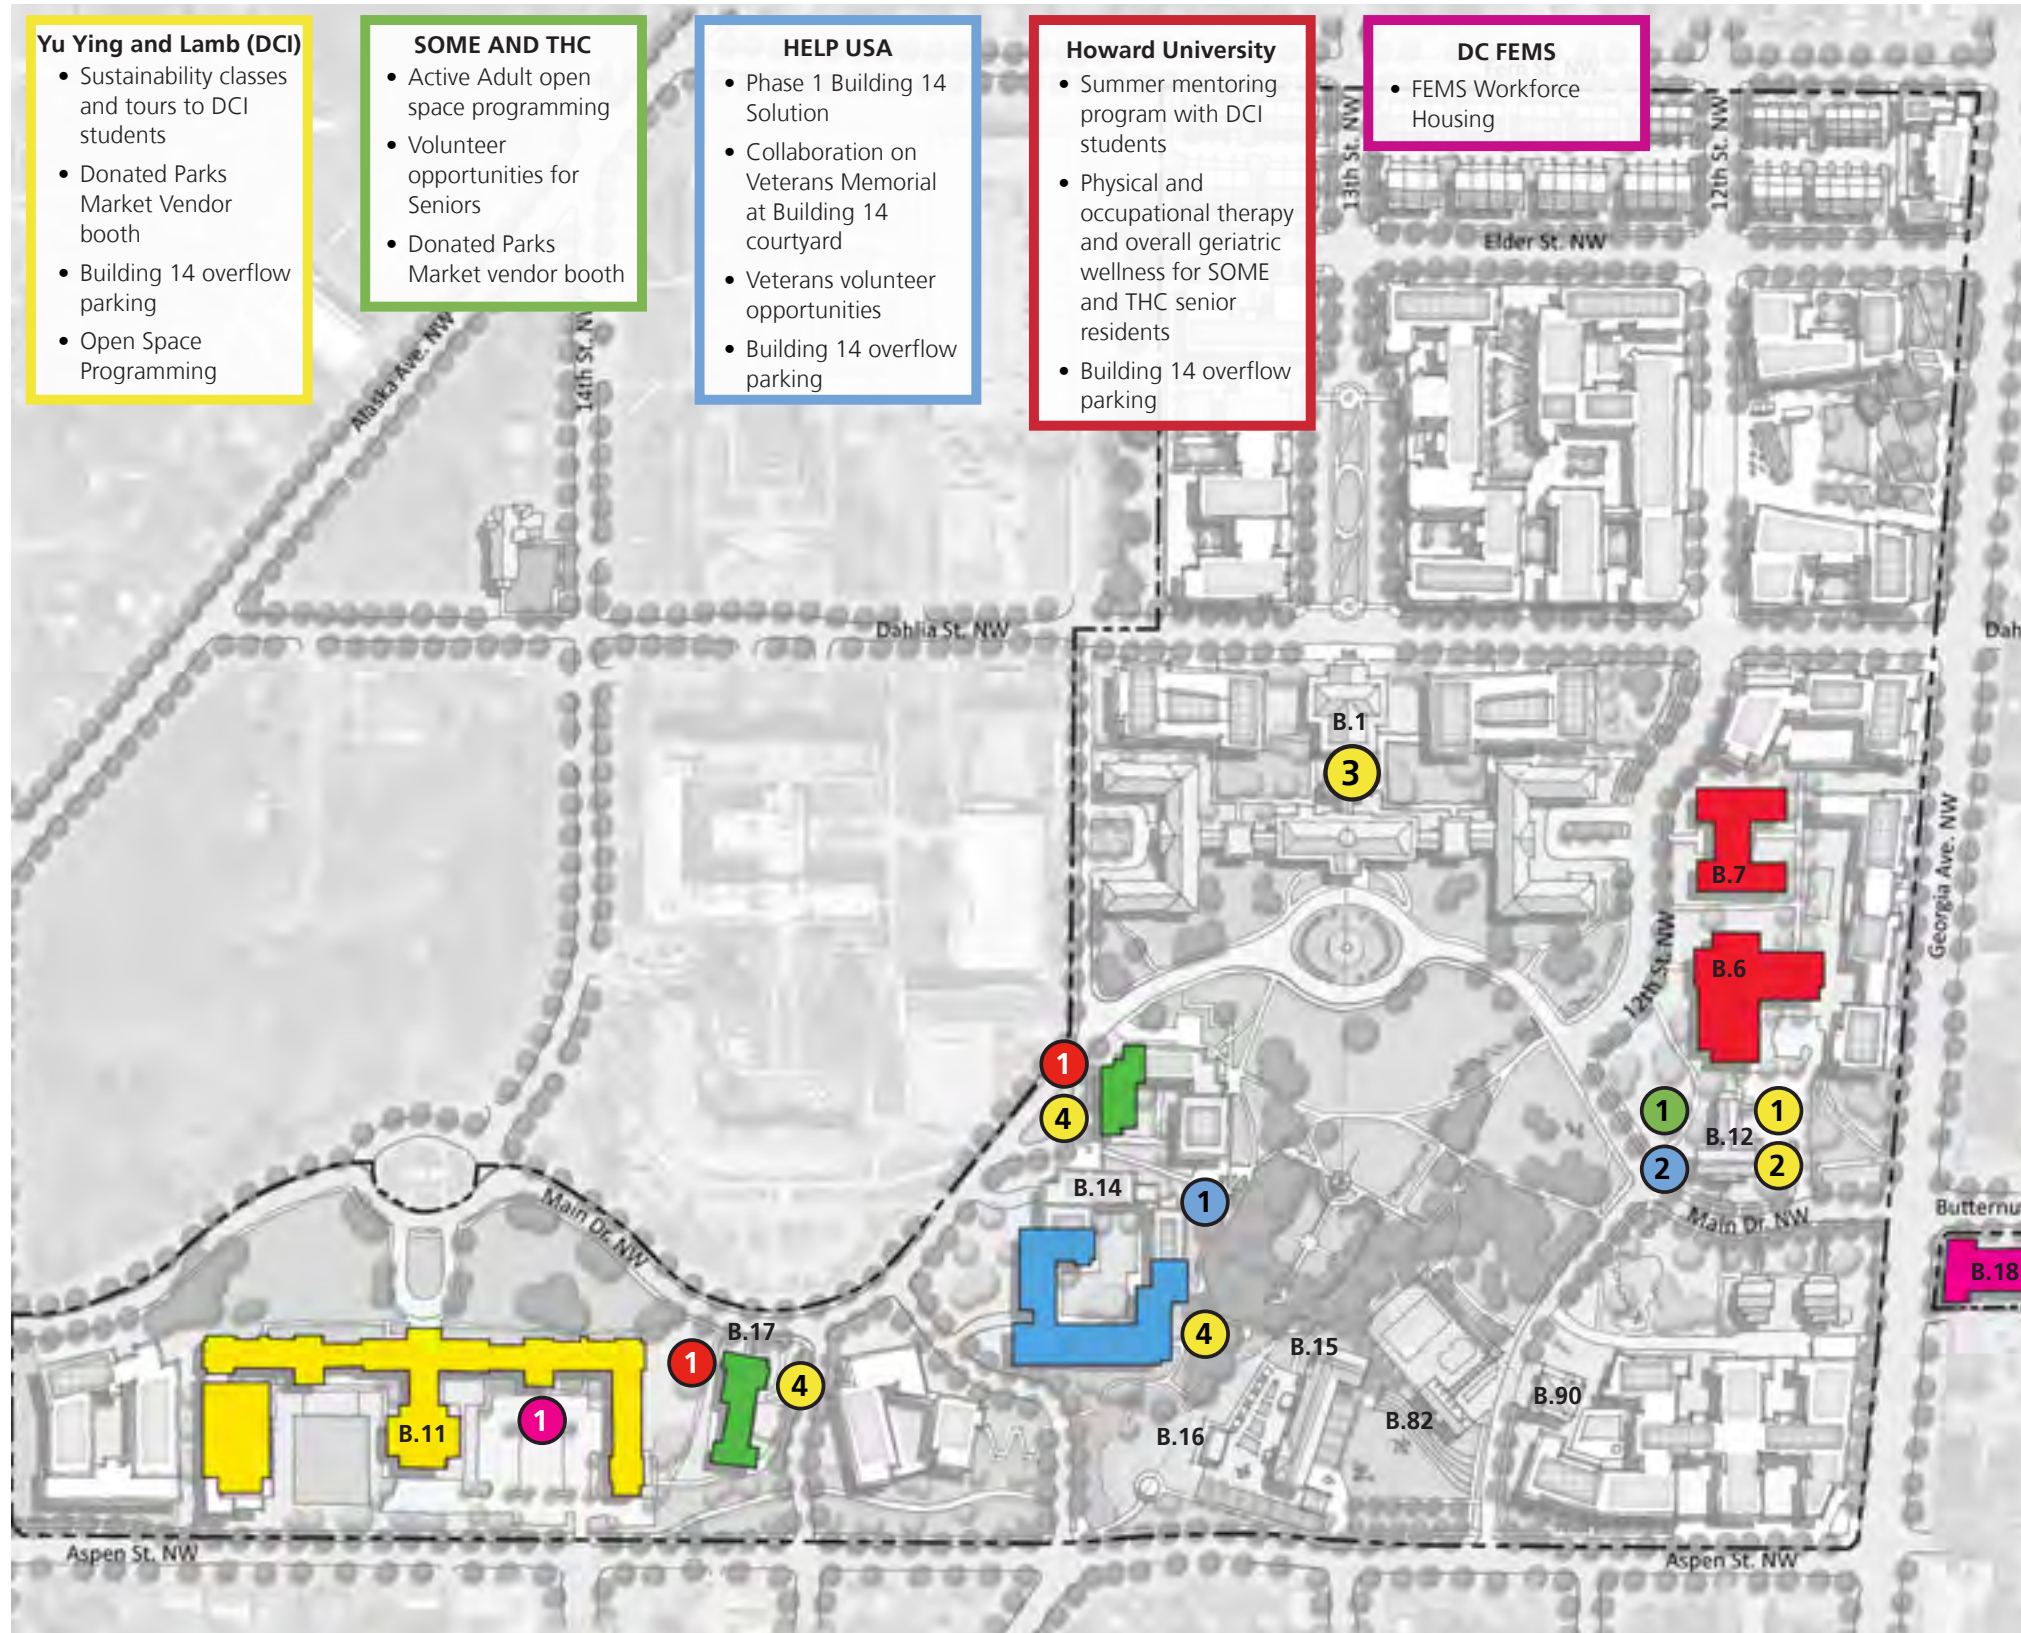 Yu Ying and Lamb (DCI)
• Sustainability classes
and tours to DCI
students
• Donated Parks
Market Vendor
booth
• Building 14 overflow
parking
• Open Space
Programming
SOME AND THC
• Active Adult open
space programming
• Volunteer
opportunities for
Seniors
• Donated Parks
Market vendor booth
HELP USA
• Phase 1 Building 14
Solution
• Collaboration on
Veterans Memorial
at Building 14
courtyard
• Veterans volunteer
opportunities
• Building 14 overflow
parking
Howard University
• Summer mentoring
program with DCI
students
• Physical and
occupational therapy
and overall geriatric
wellness for SOME
and THC senior
residents
• Building 14 overflow
parking
DC FEMS
• FEMS Workforce
Housing
13th St. NW
12th St. NW
Elder St. NW
Alaska Ave. NW
14th St. NW
Dahlia St. NW
Dah
B.1
3
B.7
Georgia Ave. NW
B.6
12th St. NW
1
4
1
1
B.12
2
2
B.14
1
Main Dr. NW
Main Dr. NW
Butternu
B.18
B.17
4
B.15
1
4
B.11
1
B.90
B.82
B.16
Aspen St. NW
Aspen St. NW